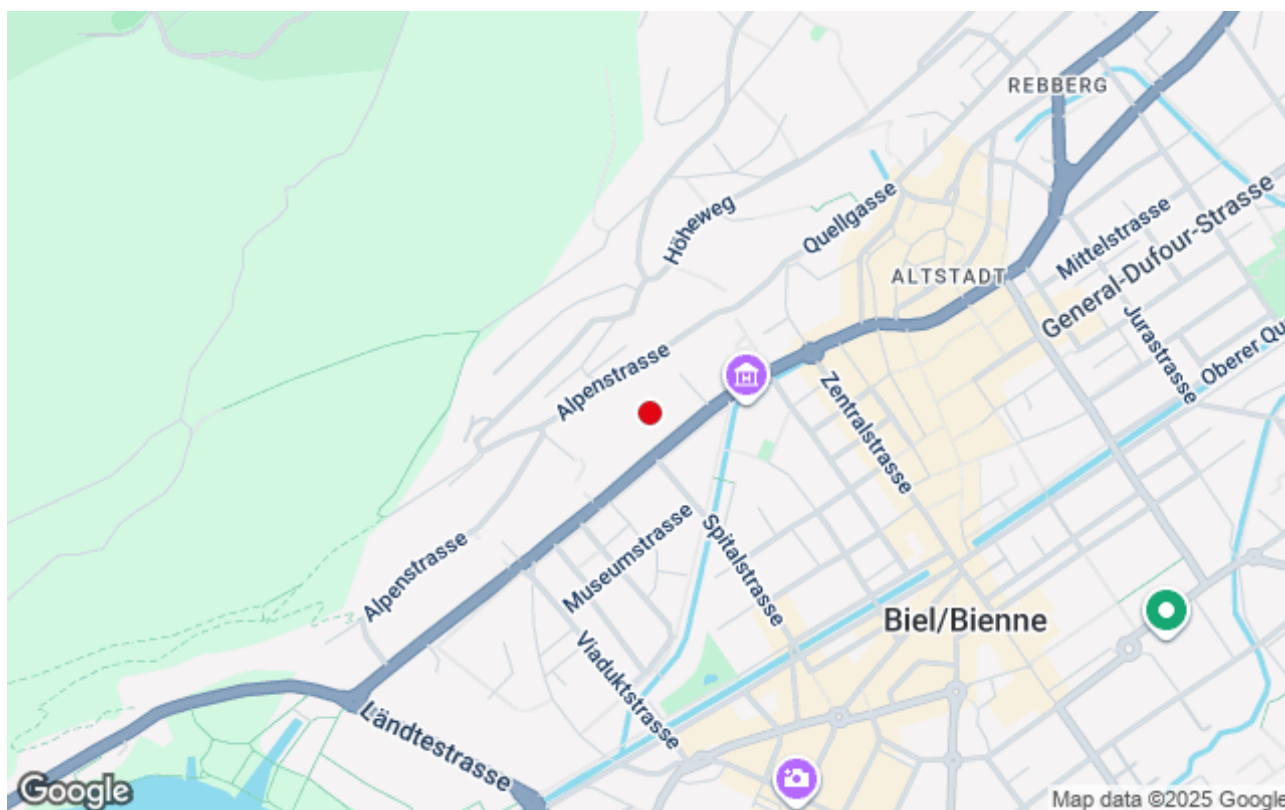 REBBERG
Höheweg
Quellgasse
Mittelstrasse
General-Dufour-Strasse
ALTSTADT
Jurastrasse
Oberer Qu
Alpenstrasse
Zentralstrasse
Museumstrasse
Spitalstrasse
Alpenstrasse
Biel/Bienne
Viaduktstrasse
Ländtestrasse
Google
Map data ©2025 Google